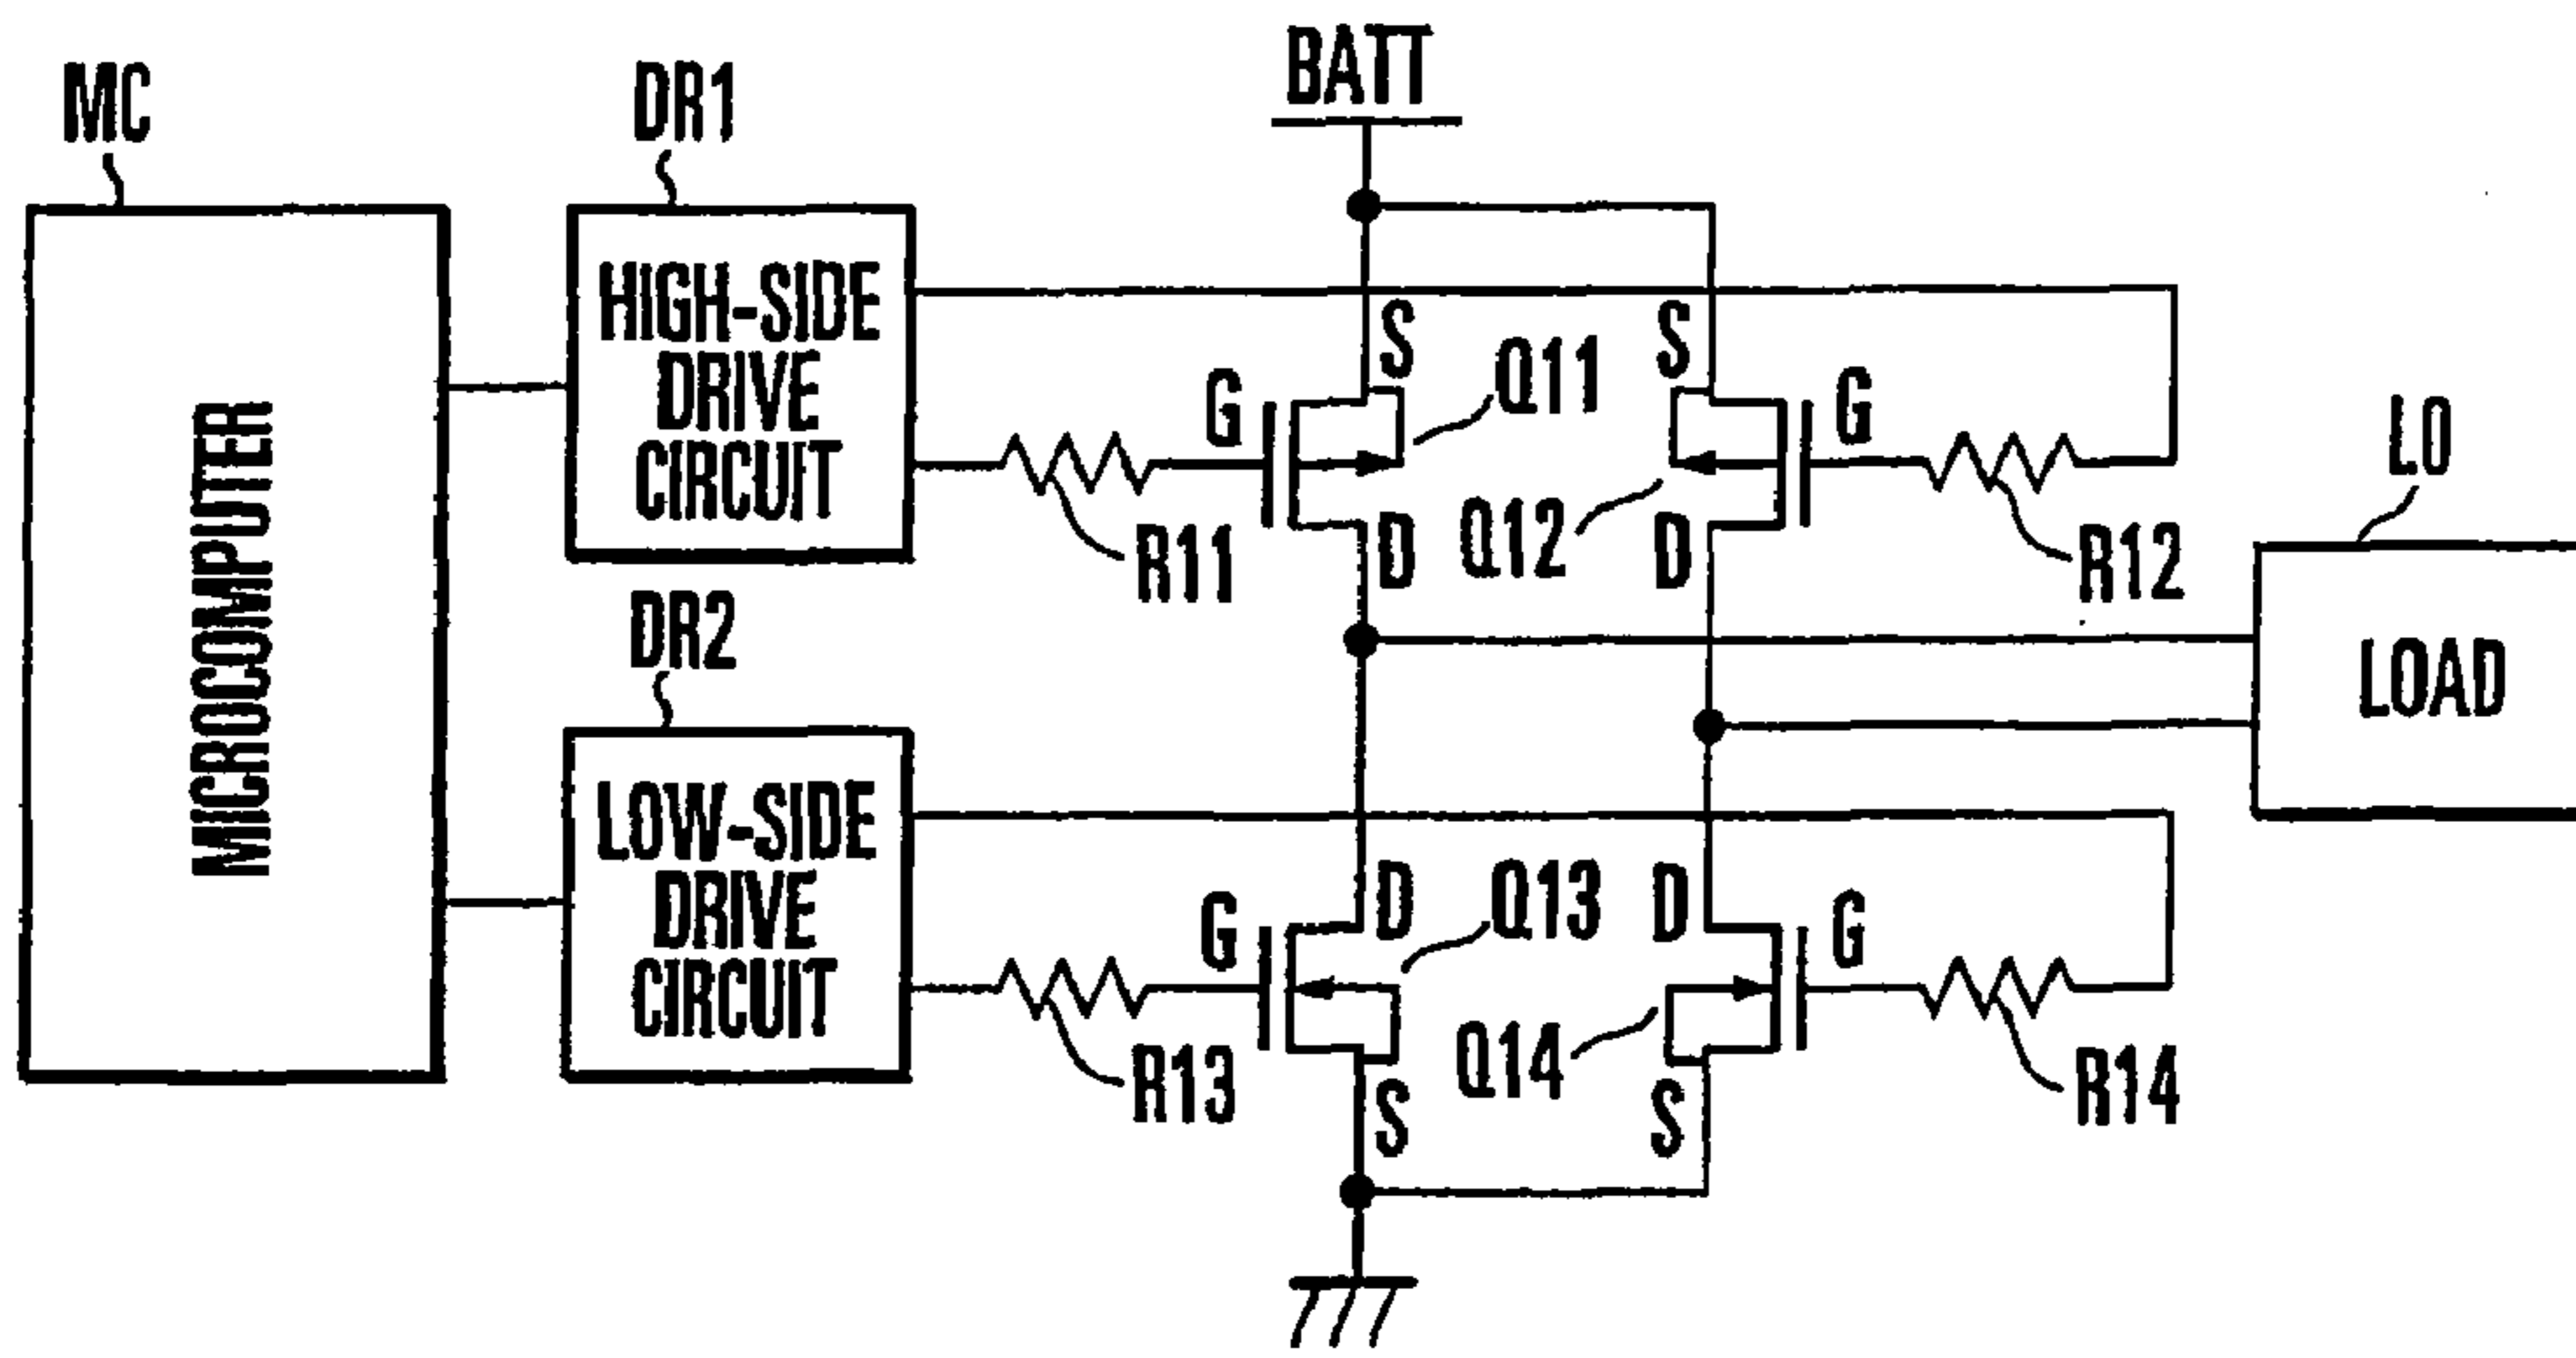 BATT
MC
DR1
HIGH-SIDE
DRIVE
CIRCUIT
MICROCOMPUTER
S
S
Q11
G
G
Q12
D
D
R11
R12
LO
LOAD
DR2
LOW-SIDE
DRIVE
CIRCUIT
D
Q13
D
G
G
Q14
S
S
R13
R14